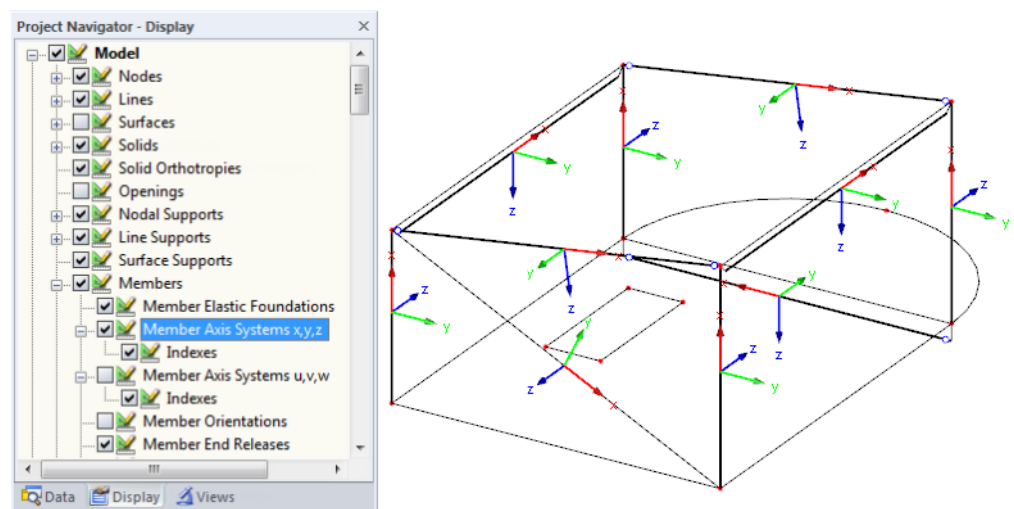 Project Navigator - Display
Model
Nodes
Lines
Surfaces
Solids
Solid Orthotropies
Openings
Nodal Supports
Line Supports
Surface Supports
Members
Member Elastic Foundations
Member Axis Systems x,y,z
Indexes
Member Axis Systems u,v,w
Indexes
Member Orientations
Member End Releases
Data Display Views
x
y
z
x
y
z
x
z
y
x
y
z
x
z
y
x
z
y
x
y
z
x
y
z
x
z
y
y
z
x